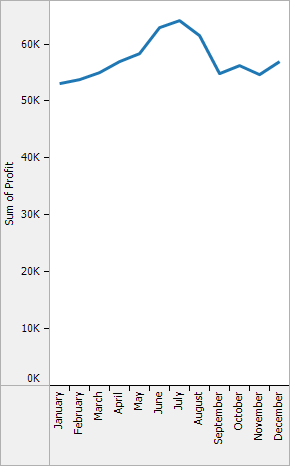 Sum of Profit
60K
50K
40K
30K
20K
10K
0K
January
February
March
April
May
June
July
August
September
October
November
December